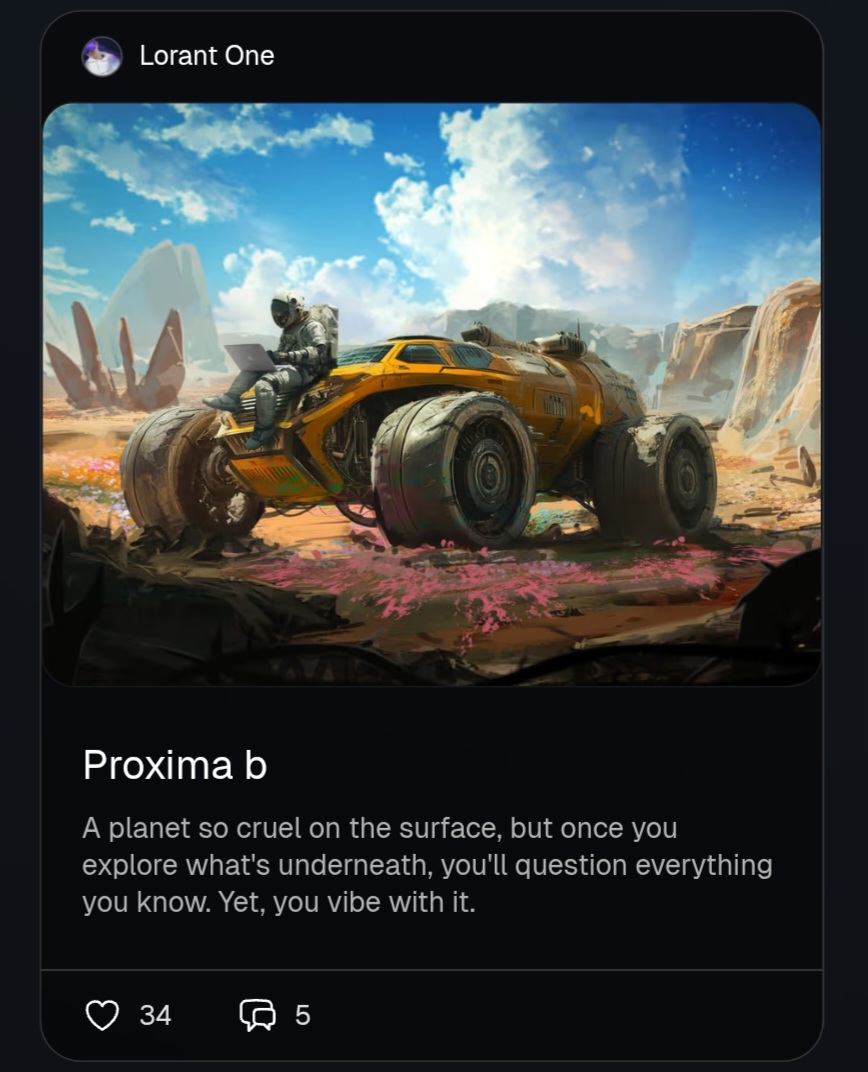 Lorant One
Proxima b
A planet so cruel on the surface, but once you
explore what's underneath, you'll question everything
you know. Yet, you vibe with it.
34
5